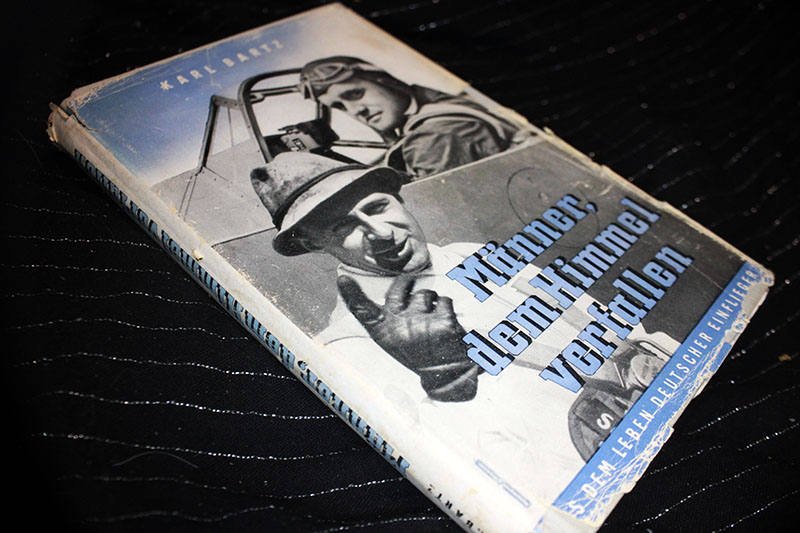 KARL BARTZ
Männer,
dem Himmel
verfallen
DEM LEBEN DEUTSCHER EINFLIEGER